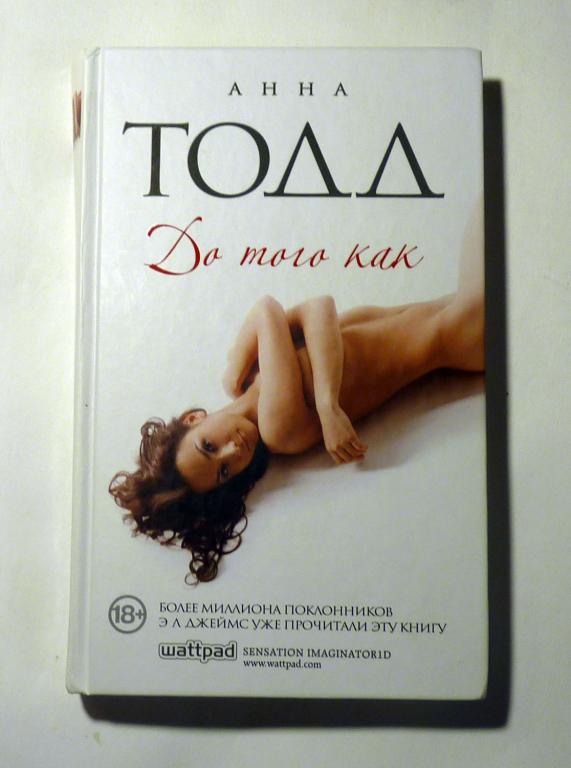 АННА
ТОДД
До того как
18+
БОЛЕЕ МИЛЛИОНА ПОКЛОННИКОВ
Э Л ДЖЕЙМС УЖЕ ПРОЧИТАЛИ ЭТУ КНИГУ
wattpad SENSATION IMAGINATOR1D
www.wattpad.com